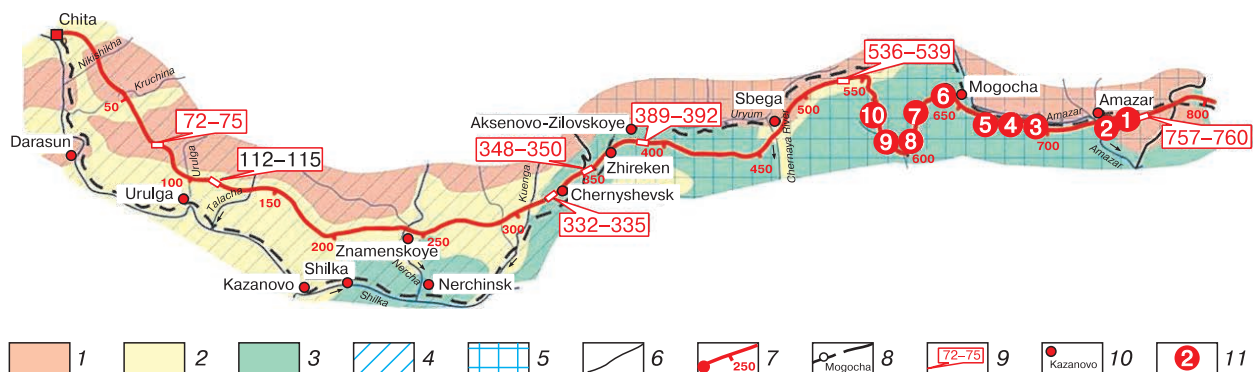 Chita
Nikishikha
Kruchina
50
72–75
Darasun
UruIga
100
112–115
Urulga
Talacha
150
200
Znamenskoye
250
Kazanovo
Shilka
Shilka
Nercha
Nerchinsk
Kuenga
300
332–335
Chernyshevsk
348–350
350
Zhireken
Aksenovo-Zilovskoye
389–392
400
Uryum
Sbega
450
Chernaya River
500
536–539
550
10
9
8
600
7
6
650
Mogocha
5
4
3
Amazar
700
Amazar
2
1
Amazar
757–760
800
1
2
3
4
5
6
250
7
Mogocha
8
72–75
9
Kazanovo
10
2
11